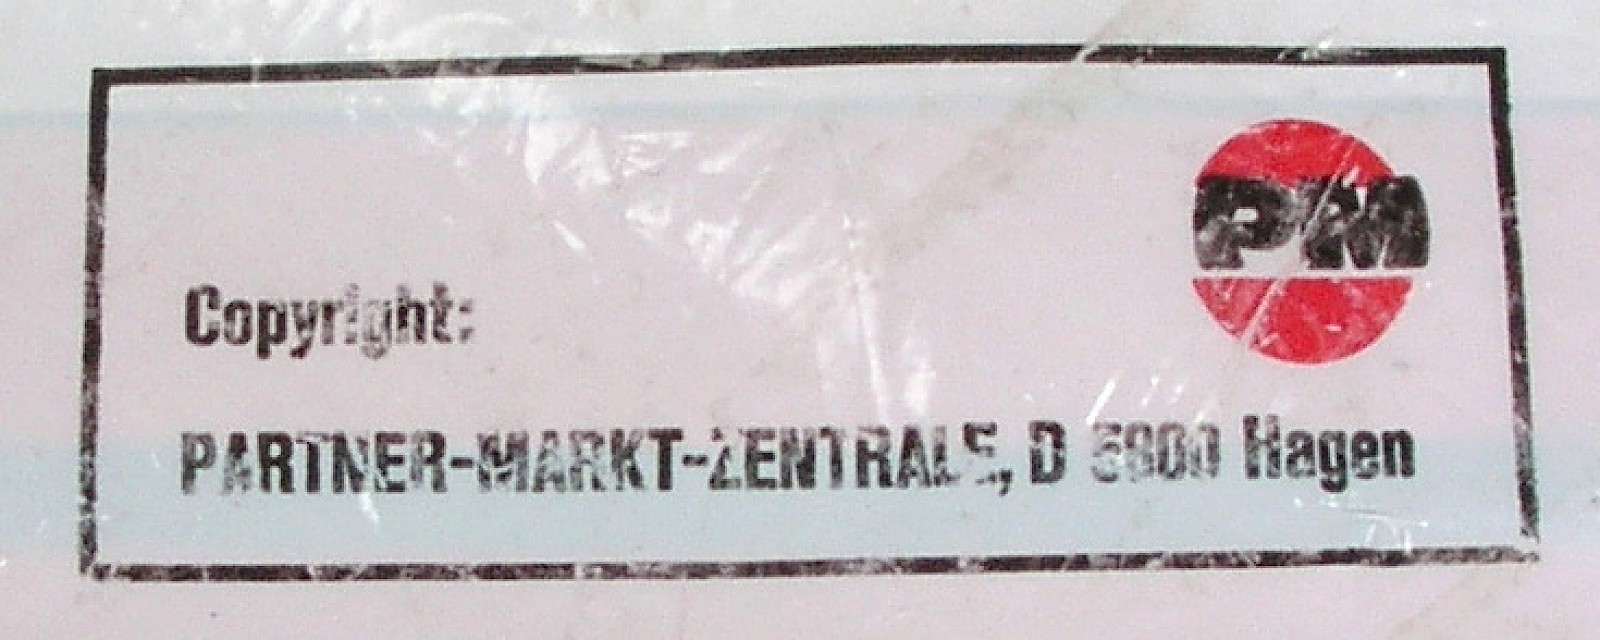 PM
Copyright:
PARTNER-MARKT-ZENTRALE, D 5800 Hagen